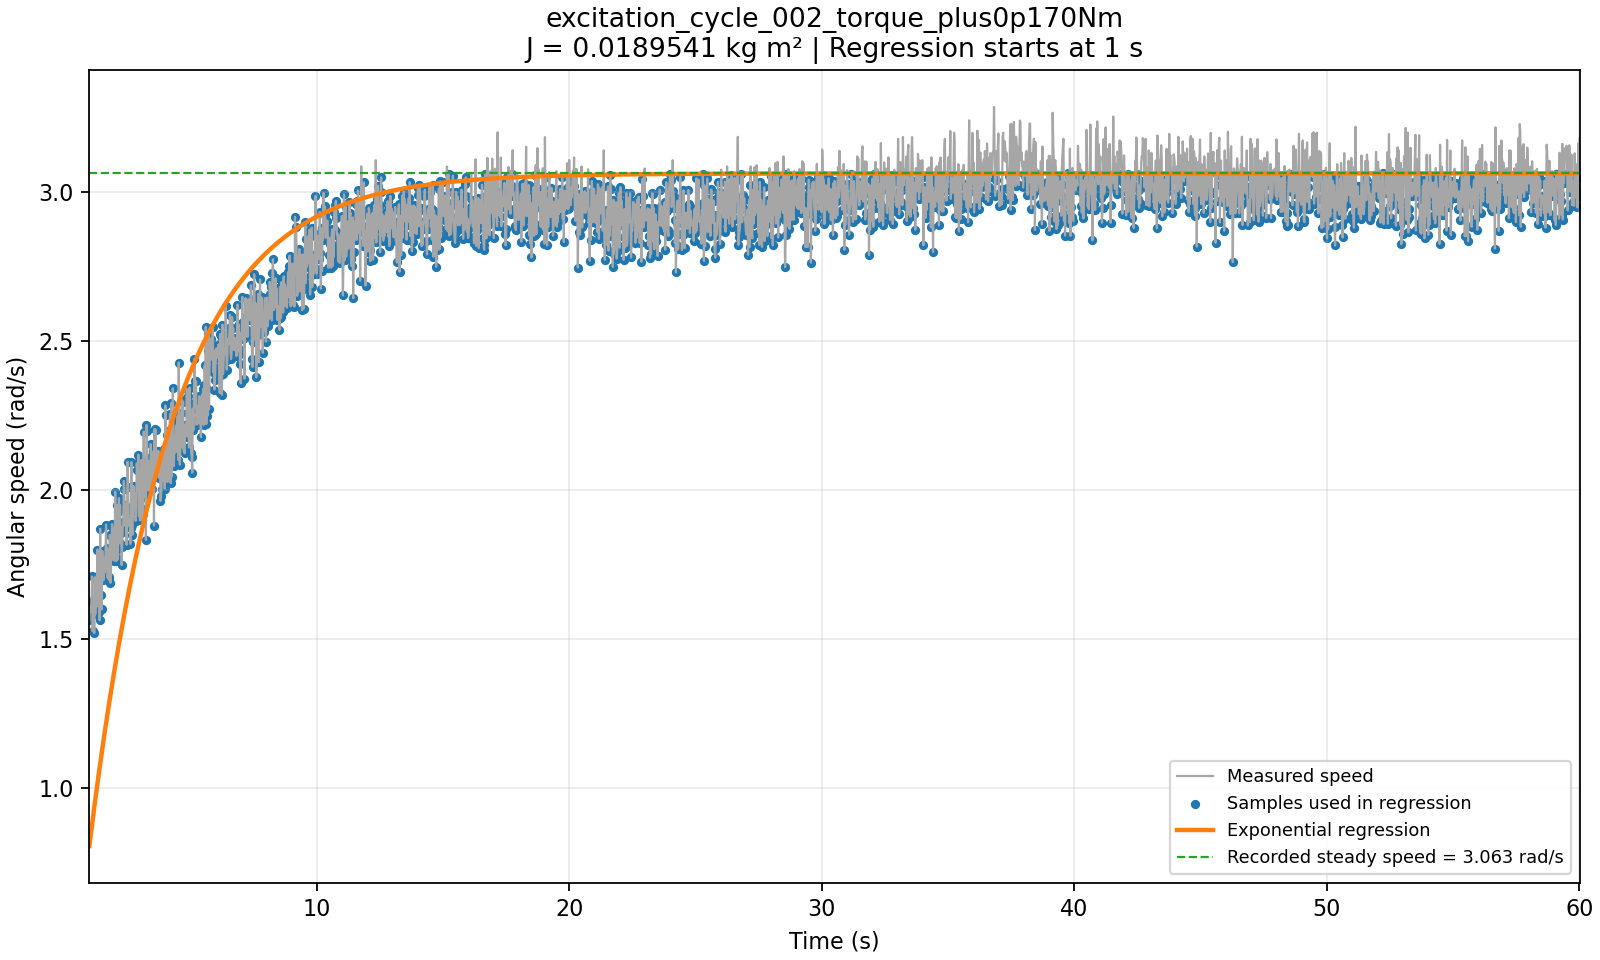 excitation_cycle_002_torque_plus0p170Nm
J = 0.0189541 kg m² | Regression starts at 1 s
Angular speed (rad/s)
3.0
2.5
2.0
1.5
1.0
Measured speed
Samples used in regression
Exponential regression
Recorded steady speed = 3.063 rad/s
10 20 30 40 50 60
Time (s)